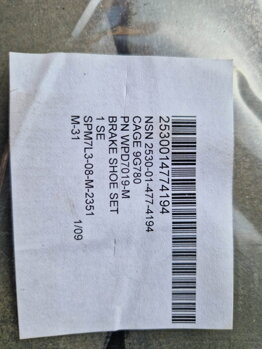 2530014774194
NSN 2530-01-477-4194
CAGE 9G780
PN WPD7019-M
BRAKE SHOE SET
1 SE
SPM7L3-08-M-2351
M-31 1/09